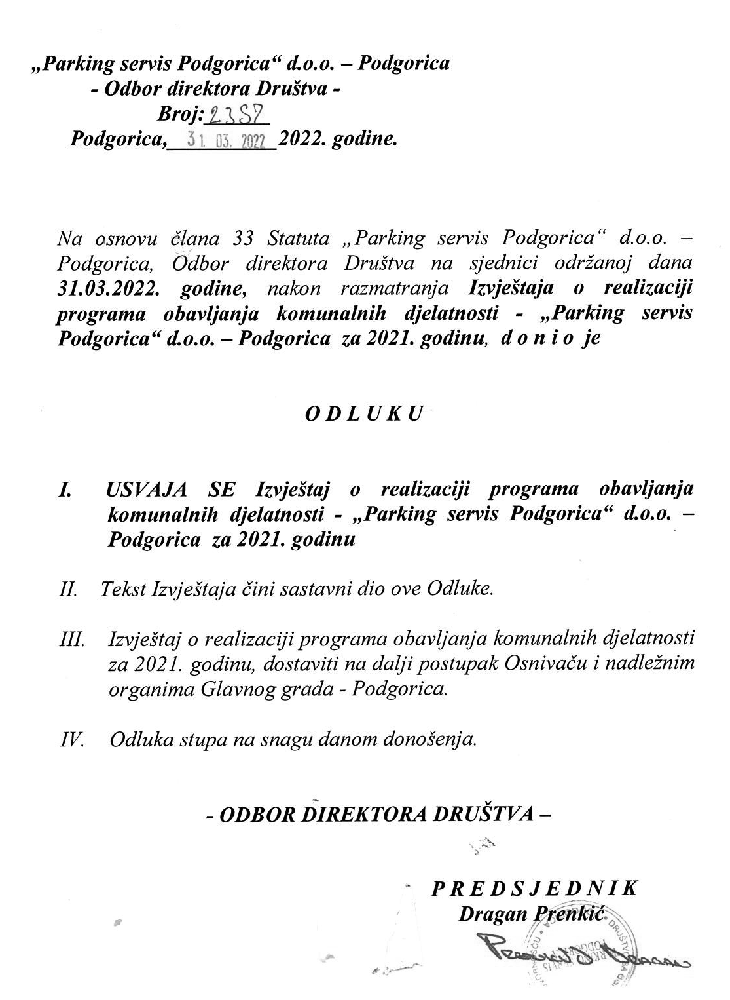 „Parking servis Podgorica“ d.o.o. – Podgorica
- Odbor direktora Društva -
Broj: 2357
Podgorica, 31. 03. 2022 2022. godine.
Na osnovu člana 33 Statuta „Parking servis Podgorica“ d.o.o. –
Podgorica, Odbor direktora Društva na sjednici održanoj dana
31.03.2022. godine, nakon razmatranja Izvještaja o realizaciji
programa obavljanja komunalnih djelatnosti - „Parking servis
Podgorica“ d.o.o. – Podgorica za 2021. godinu, d o n i o je
O D L U K U
I. USVAJA SE Izvještaj o realizaciji programa obavljanja
komunalnih djelatnosti - „Parking servis Podgorica“ d.o.o. –
Podgorica za 2021. godinu
II. Tekst Izvještaja čini sastavni dio ove Odluke.
III. Izvještaj o realizaciji programa obavljanja komunalnih djelatnosti
za 2021. godinu, dostaviti na dalji postupak Osnivaču i nadležnim
organima Glavnog grada - Podgorica.
IV. Odluka stupa na snagu danom donošenja.
- ODBOR DIREKTORA DRUŠTVA –
P R E D S J E D N I K
Dragan Prenkić
Prenkić Dragan